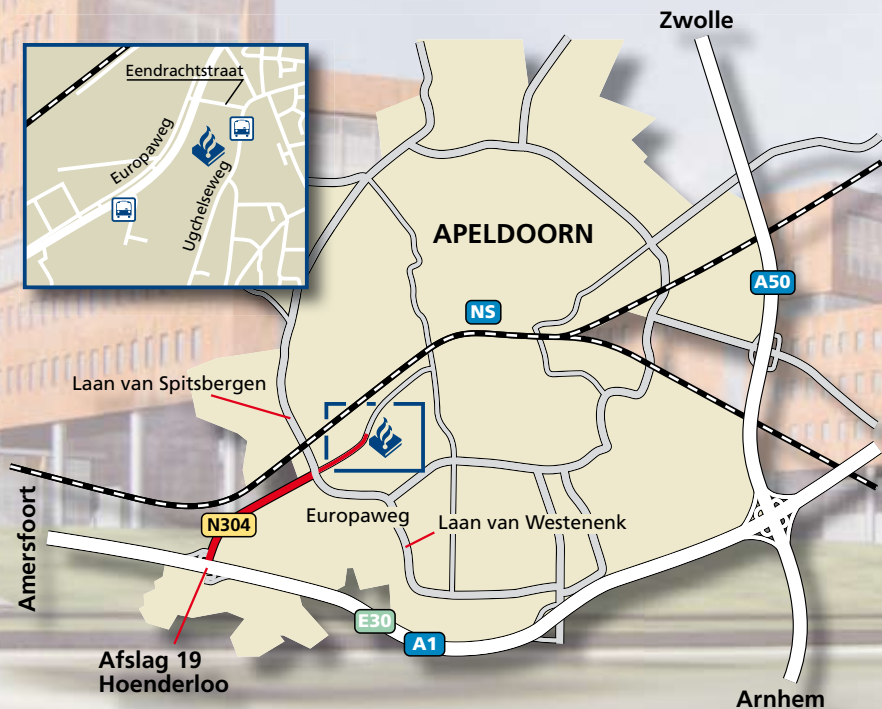 Zwolle
Eendrachtstraat
Europaweg
Ugchelseweg
APELDOORN
A50
NS
Laan van Spitsbergen
N304
Europaweg
Laan van Westenenk
Amersfoort
E30
A1
Afslag 19
Hoenderloo
Arnhem